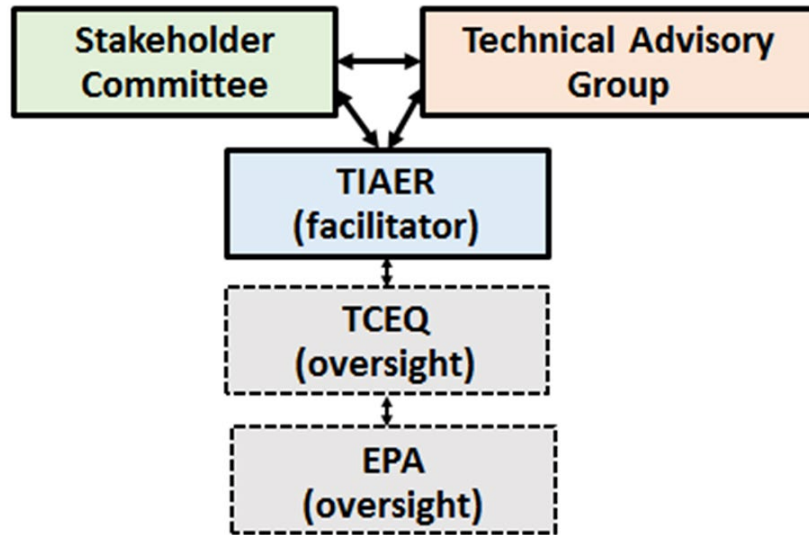 Stakeholder
Committee
Technical Advisory
Group
TIAER
(facilitator)
TCEQ
(oversight)
EPA
(oversight)